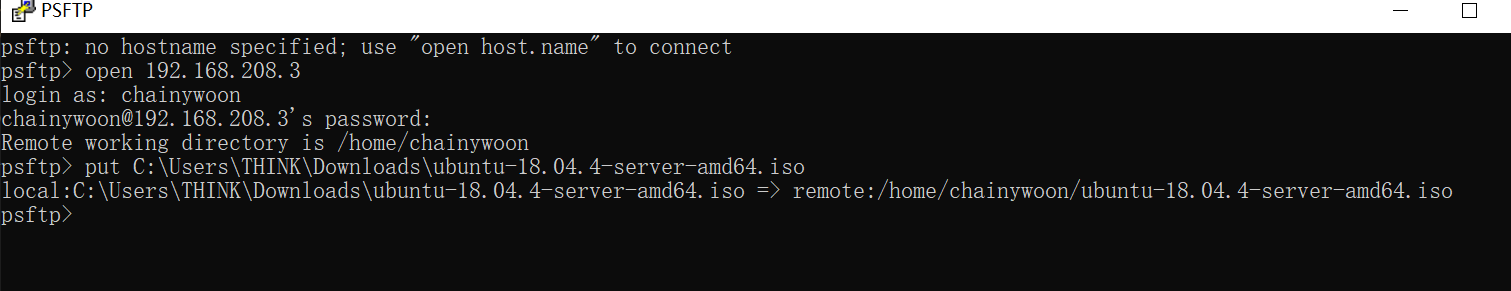 PSFTP
psftp: no hostname specified; use "open host.name" to connect
psftp> open 192.168.208.3
login as: chainywoon
chainywoon@192.168.208.3's password:
Remote working directory is /home/chainywoon
psftp> put C:\Users\THINK\Downloads\ubuntu-18.04.4-server-amd64.iso
local:C:\Users\THINK\Downloads\ubuntu-18.04.4-server-amd64.iso => remote:/home/chainywoon/ubuntu-18.04.4-server-amd64.iso
psftp>